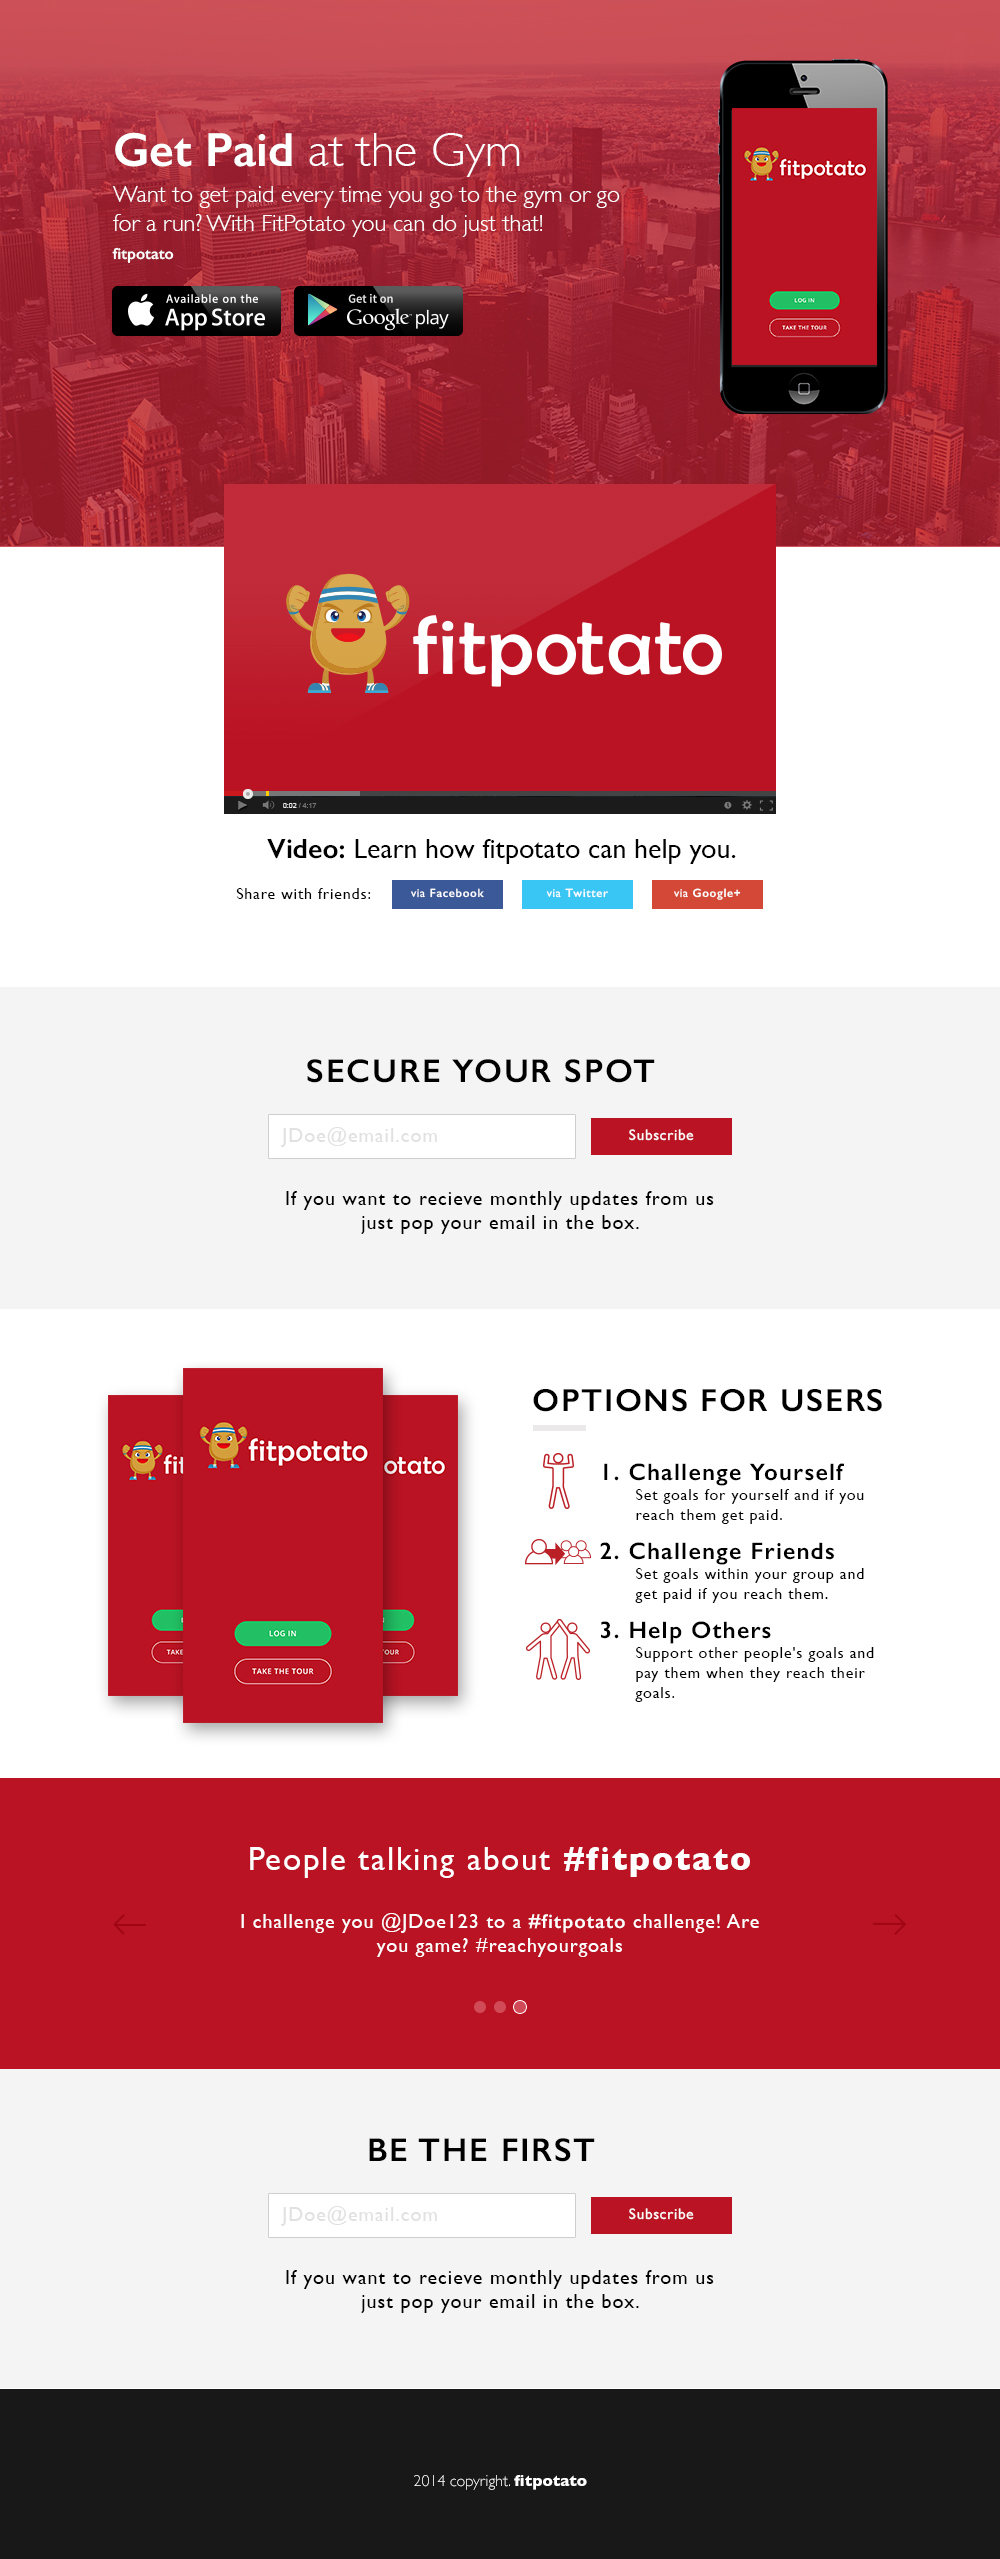 Get Paid at the Gym
Want to get paid every time you go to the gym or go
for a run? With FitPotato you can do just that!
fitpotato
Available on the
App Store
Get it on
Google play
fitpotato
LOG IN
TAKE THE TOUR
fitpotato
0:02 / 4:17
Video: Learn how fitpotato can help you.
Share with friends:
via Facebook
via Twitter
via Google+
SECURE YOUR SPOT
JDoe@email.com
Subscribe
If you want to recieve monthly updates from us
just pop your email in the box.
fit
fitpotato
otato
LOG IN
TAKE
TAKE THE TOUR
OUR
OPTIONS FOR USERS
1. Challenge Yourself
Set goals for yourself and if you
reach them get paid.
2. Challenge Friends
Set goals within your group and
get paid if you reach them.
3. Help Others
Support other people's goals and
pay them when they reach their
goals.
People talking about #fitpotato
I challenge you @JDoe123 to a #fitpotato challenge! Are
you game? #reachyourgoals
BE THE FIRST
JDoe@email.com
Subscribe
If you want to recieve monthly updates from us
just pop your email in the box.
2014 copyright. fitpotato